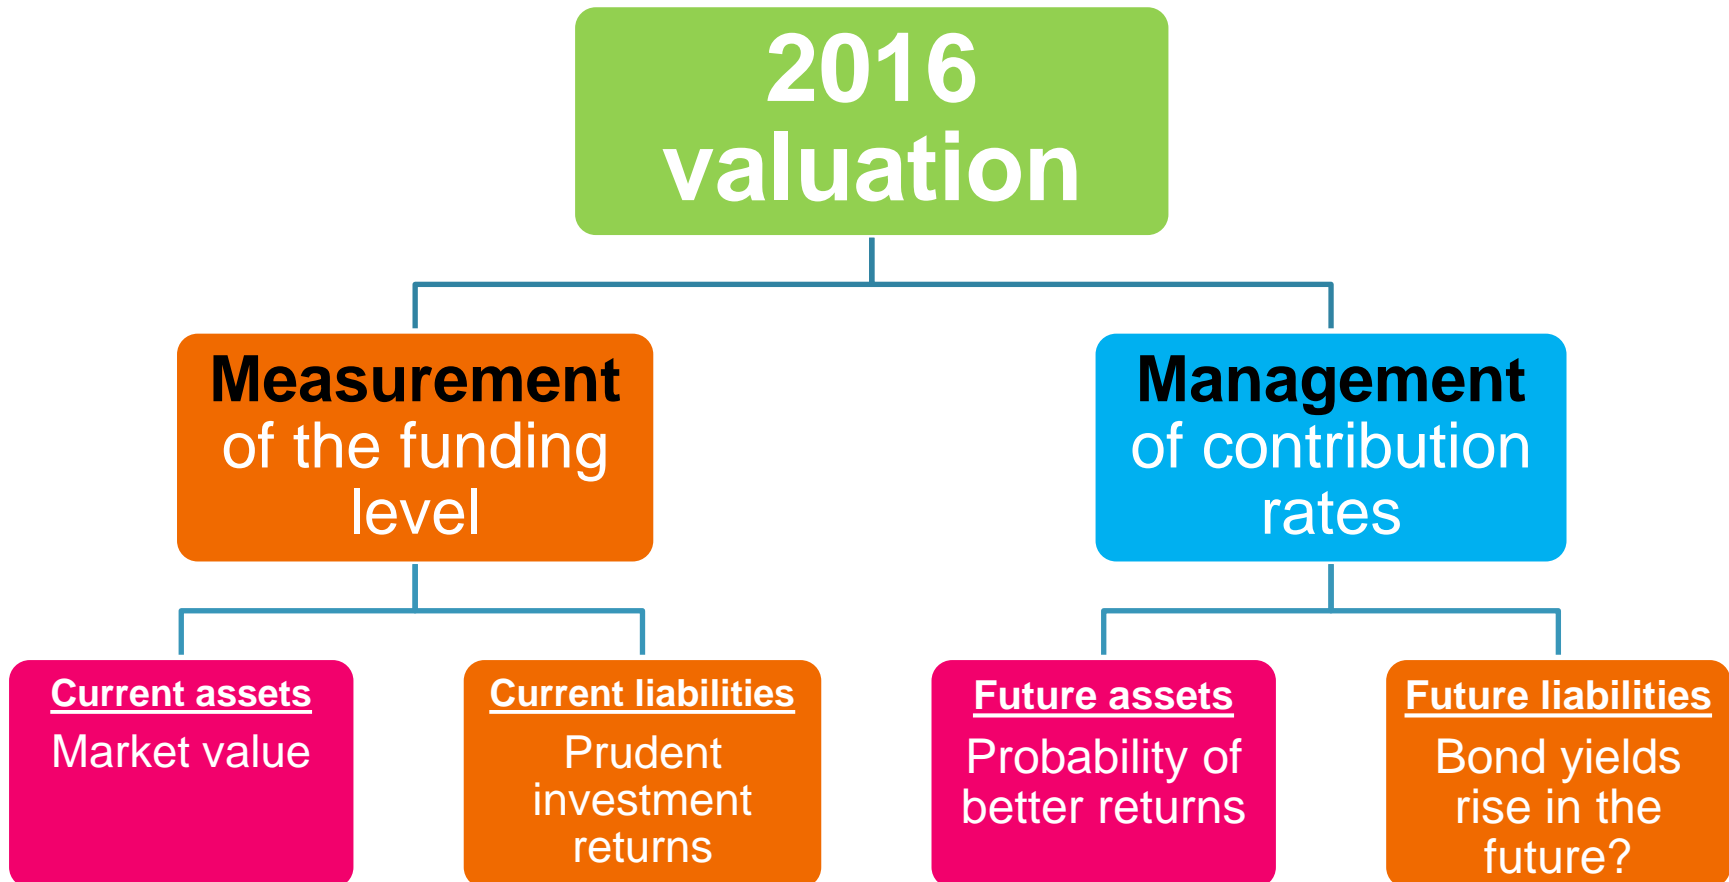 2016
valuation
Measurement
of the funding
level
Management
of contribution
rates
Current assets
Market value
Current liabilities
Prudent
investment
returns
Future assets
Probability of
better returns
Future liabilities
Bond yields
rise in the
future?